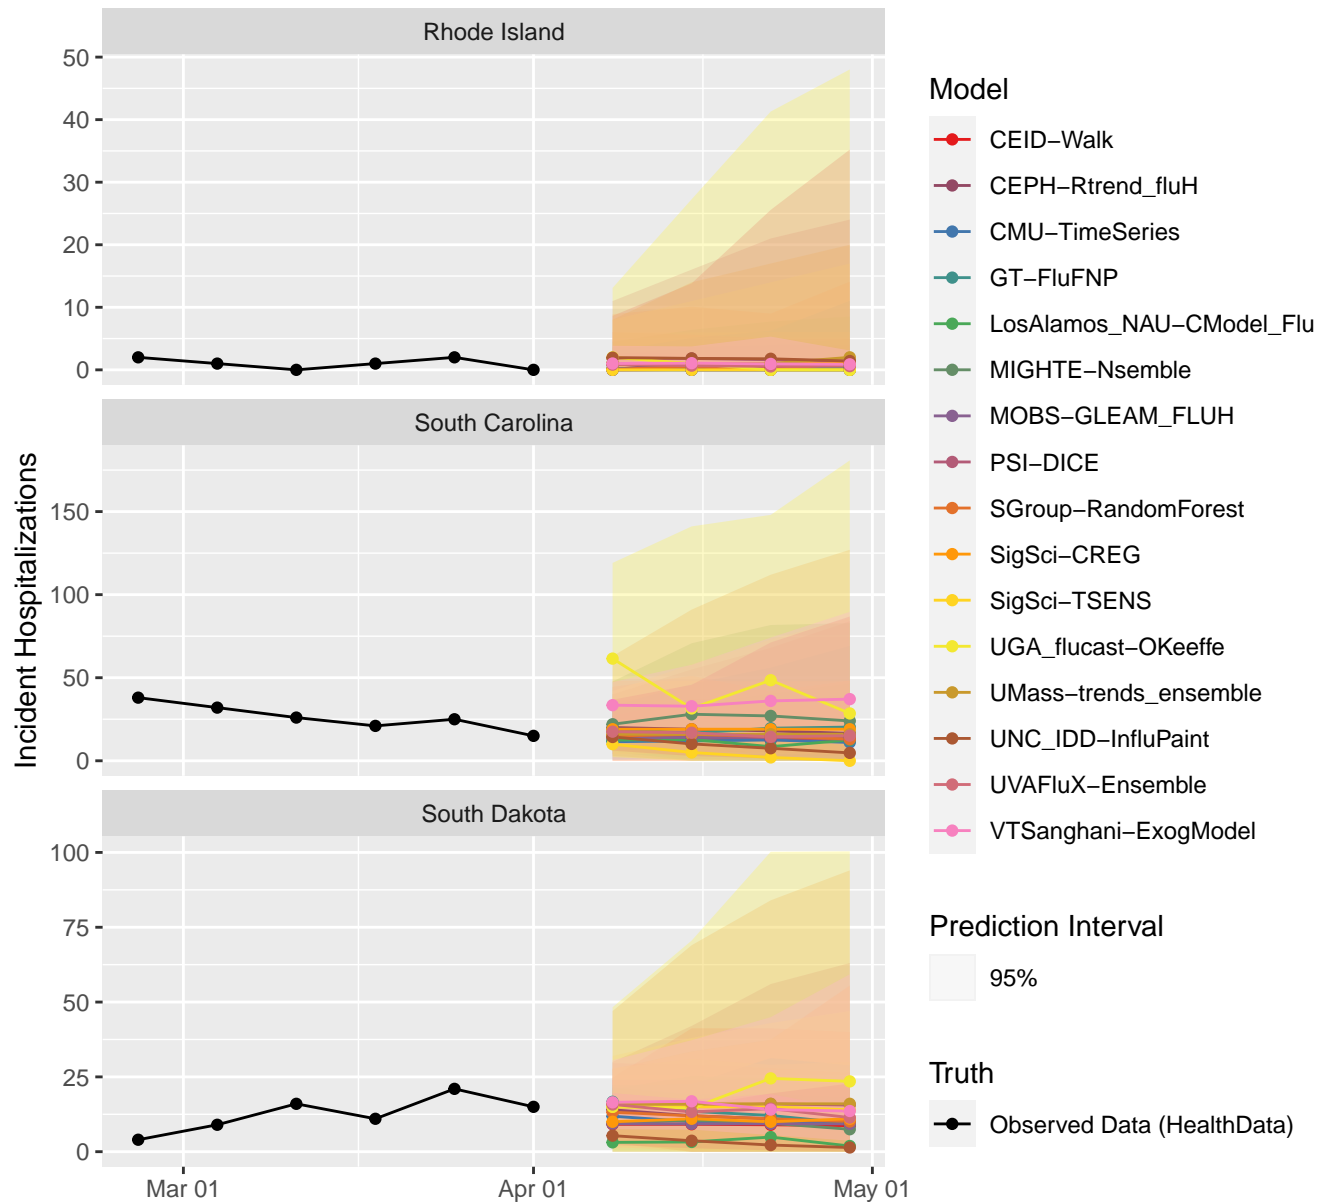 Rhode Island
50
40
30
20
10
0
South Carolina
150
100
50
0
Incident Hospitalizations
South Dakota
100
75
50
25
0
Mar 01
Apr 01
May 01
Model
CEID−Walk
CEPH−Rtrend_fluH
CMU−TimeSeries
GT−FluFNP
LosAlamos_NAU−CModel_Flu
MIGHTE−Nsemble
MOBS−GLEAM_FLUH
PSI−DICE
SGroup−RandomForest
SigSci−CREG
SigSci−TSENS
UGA_flucast−OKeeffe
UMass−trends_ensemble
UNC_IDD−InfluPaint
UVAFluX−Ensemble
VTSanghani−ExogModel
Prediction Interval
95%
Truth
Observed Data (HealthData)